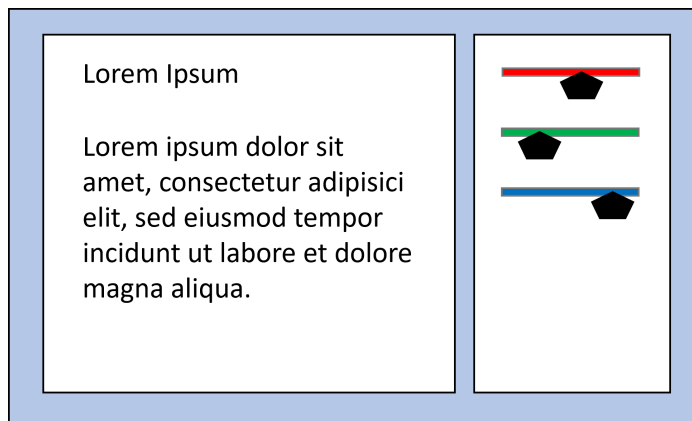 Lorem Ipsum
Lorem ipsum dolor sit
amet, consectetur adipisici
elit, sed eiusmod tempor
incidunt ut labore et dolore
magna aliqua.